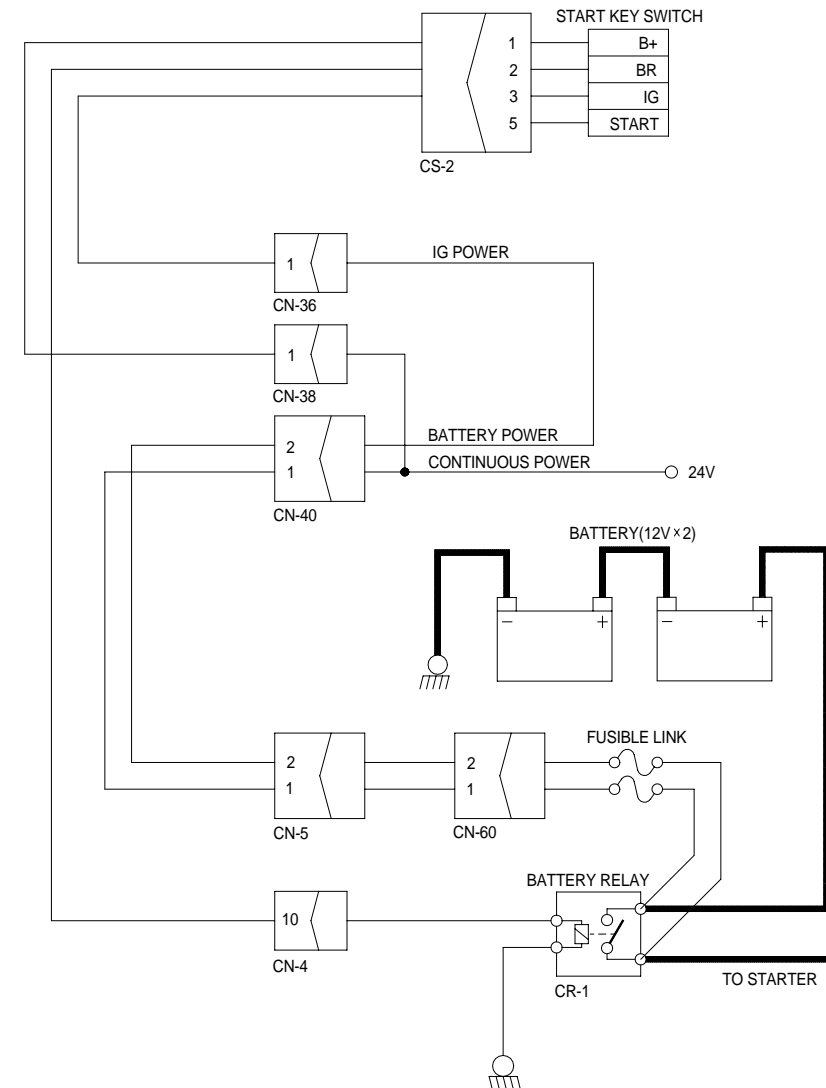 START KEY SWITCH
1 B+
2 BR
3 IG
5 START
CS-2
IG POWER
1
CN-36
1
CN-38
BATTERY POWER
2
CONTINUOUS POWER
1
24V
CN-40
BATTERY(12V×2)
− + − +
FUSIBLE LINK
2 2
1 1
CN-5 CN-60
BATTERY RELAY
10
CN-4
TO STARTER
CR-1